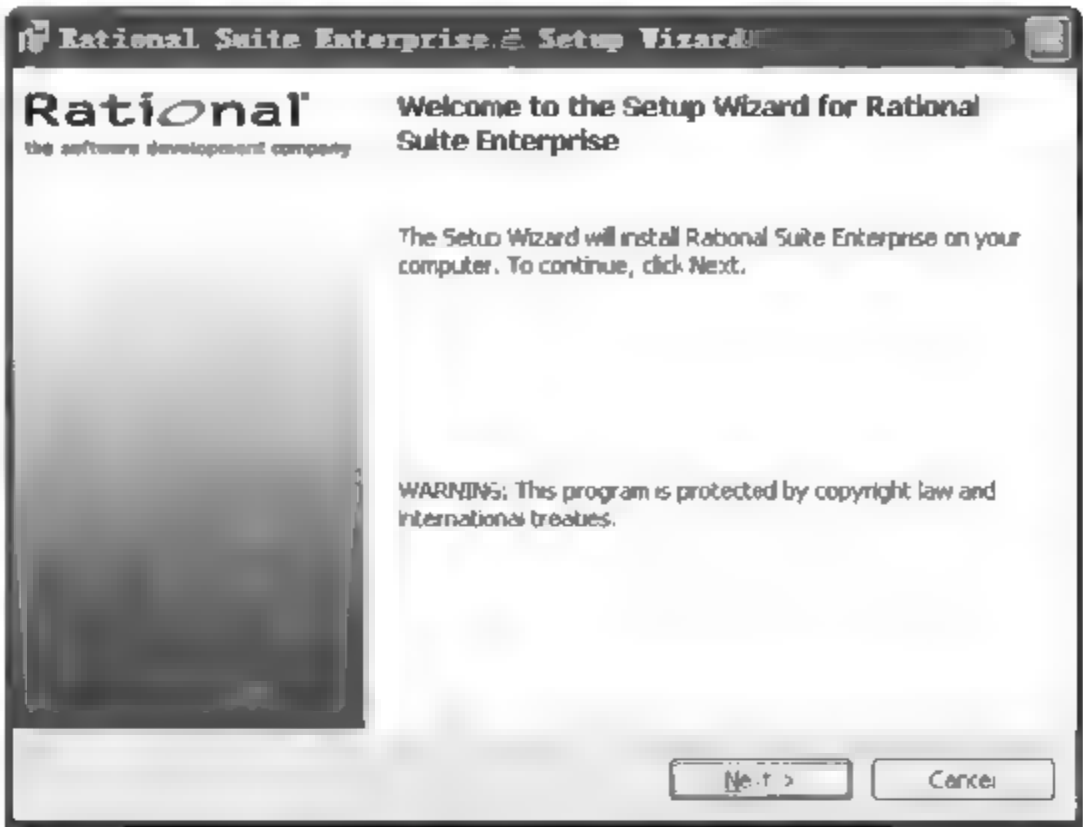 Rational Suite Enterprise Setup Wizard
Rational
the software development company
Welcome to the Setup Wizard for Rational
Suite Enterprise
The Setup Wizard will install Rational Suite Enterprise on your
computer. To continue, click Next.
WARNING: This program is protected by copyright law and
international treaties.
Next >
Cancel